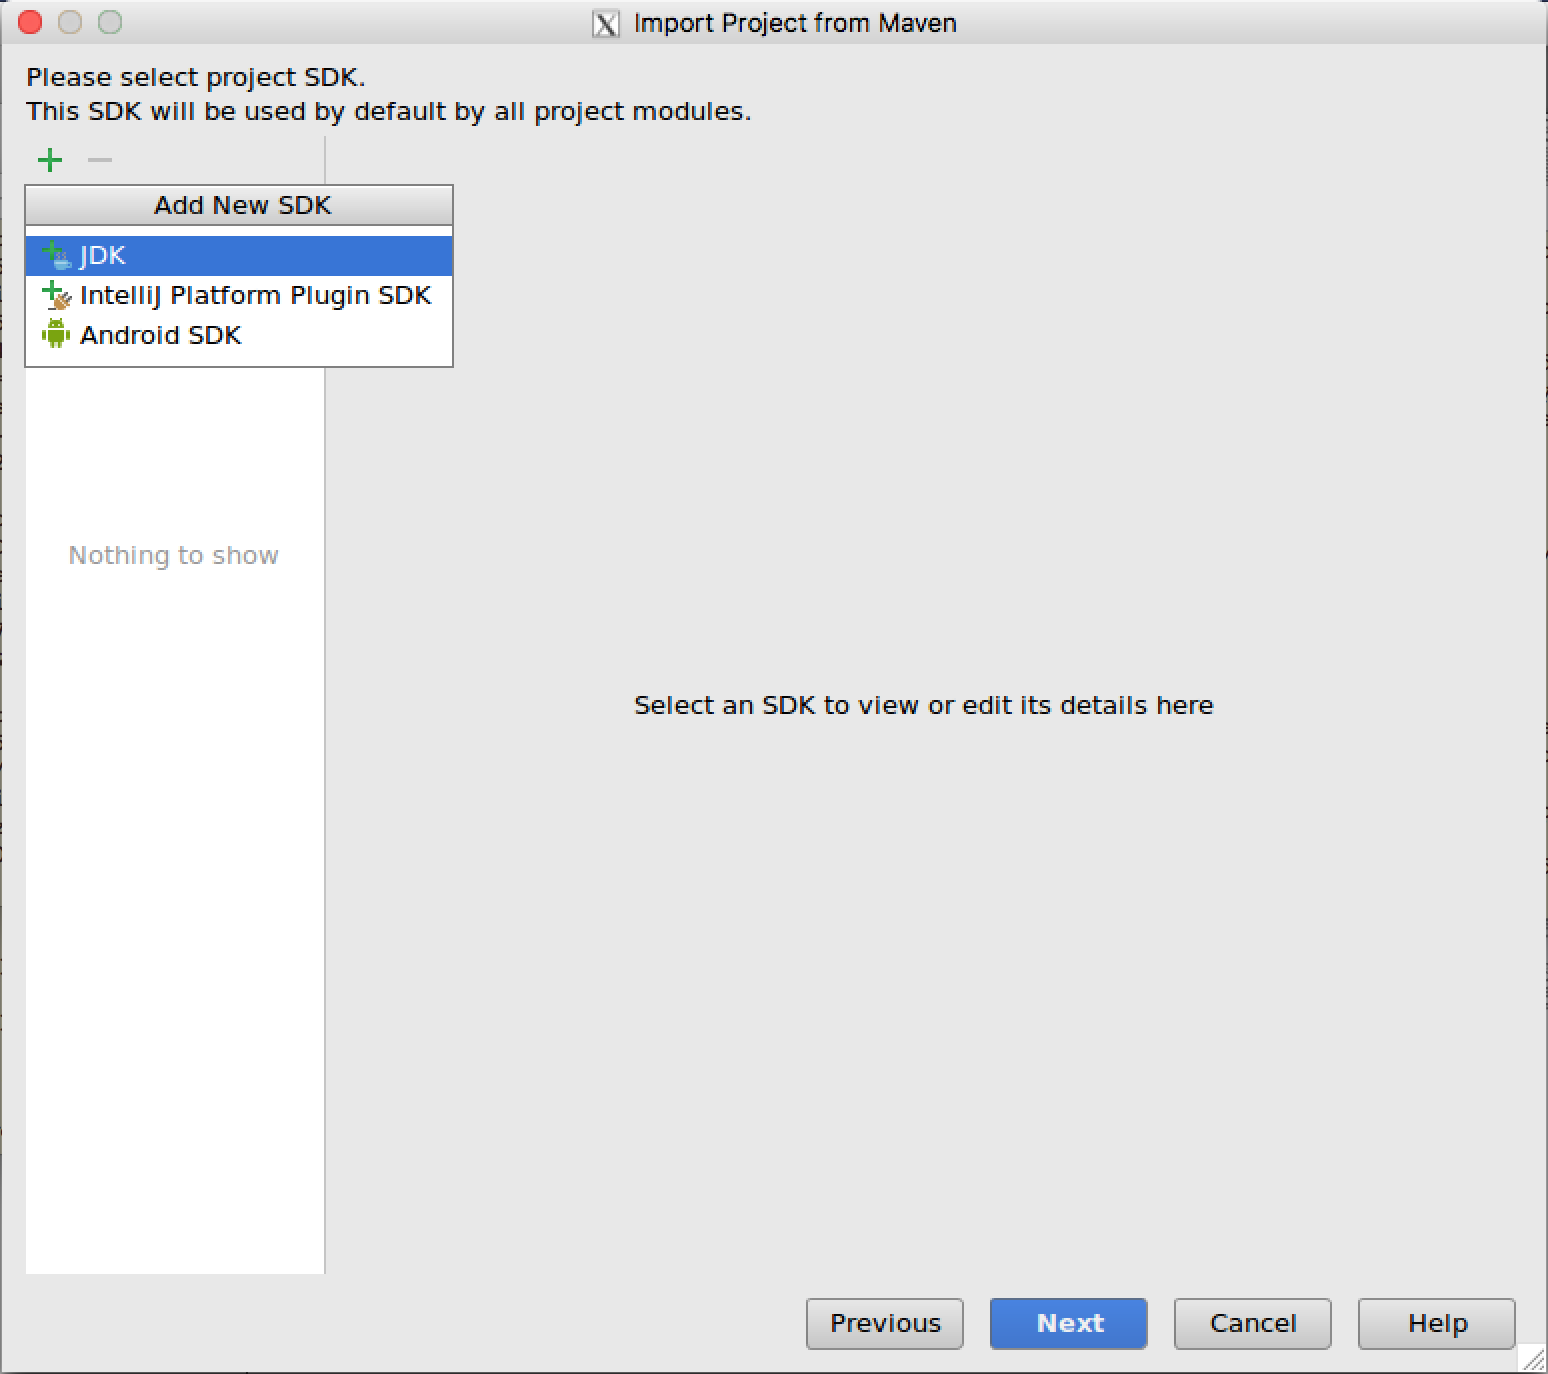 Import Project from Maven
Please select project SDK.
This SDK will be used by default by all project modules.
Add New SDK
JDK
IntelliJ Platform Plugin SDK
Android SDK
Nothing to show
Select an SDK to view or edit its details here
Previous
Next
Cancel
Help